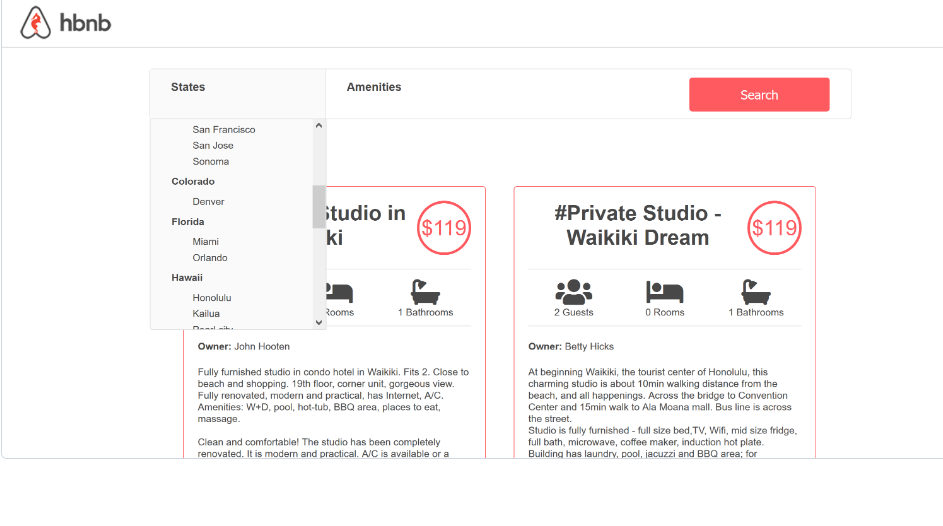 hbnb
States
Amenities
Search
San Francisco
San Jose
Sonoma
Colorado
Denver
Florida
Miami
Orlando
Hawaii
Honolulu
Kailua
Studio in
$119
2 Guests
Rooms
1 Bathrooms
Owner: John Hooten
Fully furnished studio in condo hotel in Waikiki. Fits 2. Close to
beach and shopping. 19th floor, corner unit, gorgeous view.
Fully renovated, modern and practical, has Internet, A/C.
Amenities: W+D, pool, hot-tub, BBQ area, places to eat,
massage.
Clean and comfortable! The studio has been completely
renovated. It is modern and practical. A/C is available or a
#Private Studio -
Waikiki Dream
$119
2 Guests
0 Rooms
1 Bathrooms
Owner: Betty Hicks
At beginning Waikiki, the tourist center of Honolulu, this
charming studio is about 10min walking distance from the
beach, and all happenings. Across the bridge to Convention
Center and 15min walk to Ala Moana mall. Bus line is across
the street.
Studio is fully furnished - full size bed,TV, Wifi, mid size fridge,
full bath, microwave, coffee maker, induction hot plate.
Building has laundry, pool, jacuzzi and BBQ area; for